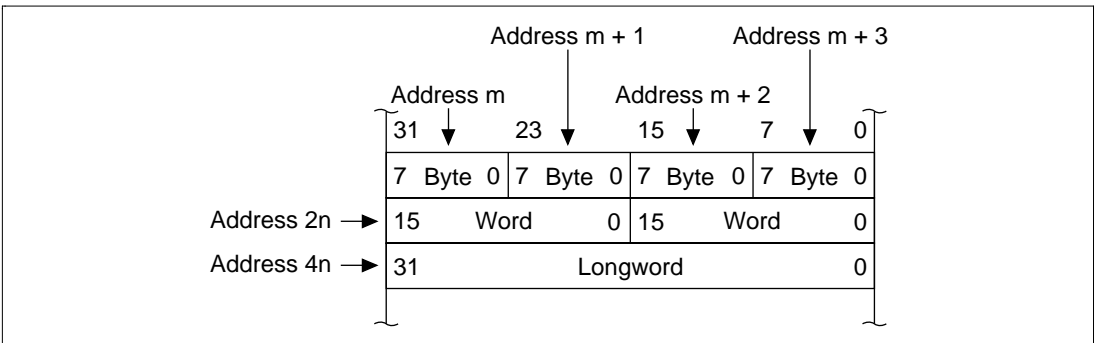 Address m + 1 Address m + 3
Address m Address m + 2
31 23 15 7 0
7 Byte 0 7 Byte 0 7 Byte 0 7 Byte 0
Address 2n 15 Word 0 15 Word 0
Address 4n 31 Longword 0